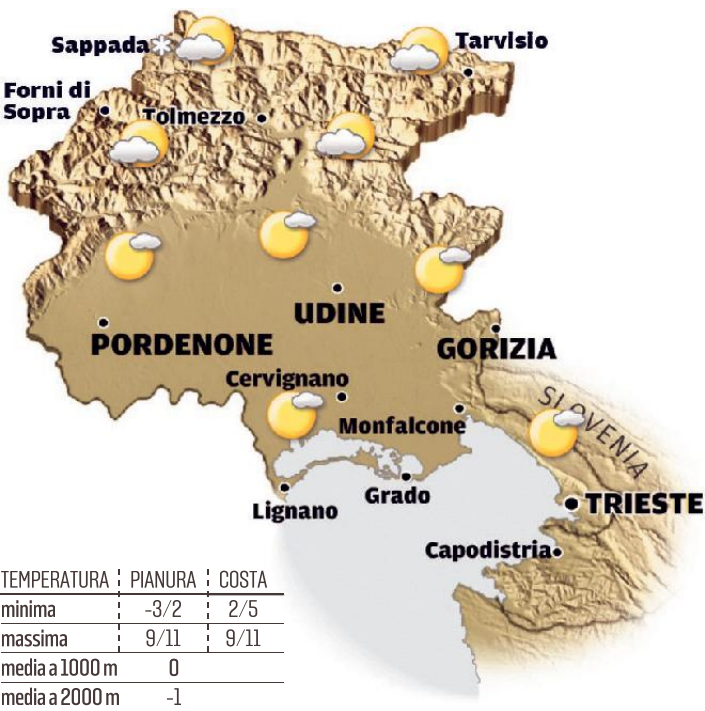 Sappada
Tarvisio
Forni di
Sopra
Tolmezzo
UDINE
PORDENONE
GORIZIA
Cervignano
SLOVENIA
Monfalcone
Grado
Lignano
TRIESTE
Capodistria
TEMPERATURA PIANURA COSTA
minima -3/2 2/5
massima 9/11 9/11
media a 1000 m 0
media a 2000 m -1